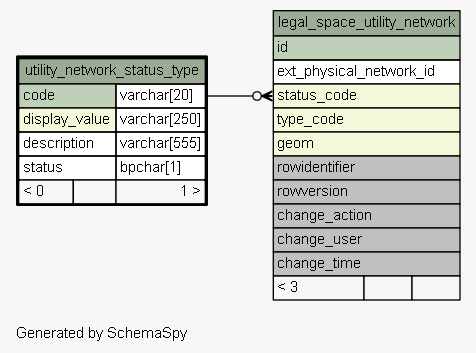 utility_network_status_type
code varchar[20]
display_value varchar[250]
description varchar[555]
status bpchar[1]
< 0 1 >
legal_space_utility_network
id
ext_physical_network_id
status_code
type_code
geom
rowidentifier
rowversion
change_action
change_user
change_time
< 3
Generated by SchemaSpy